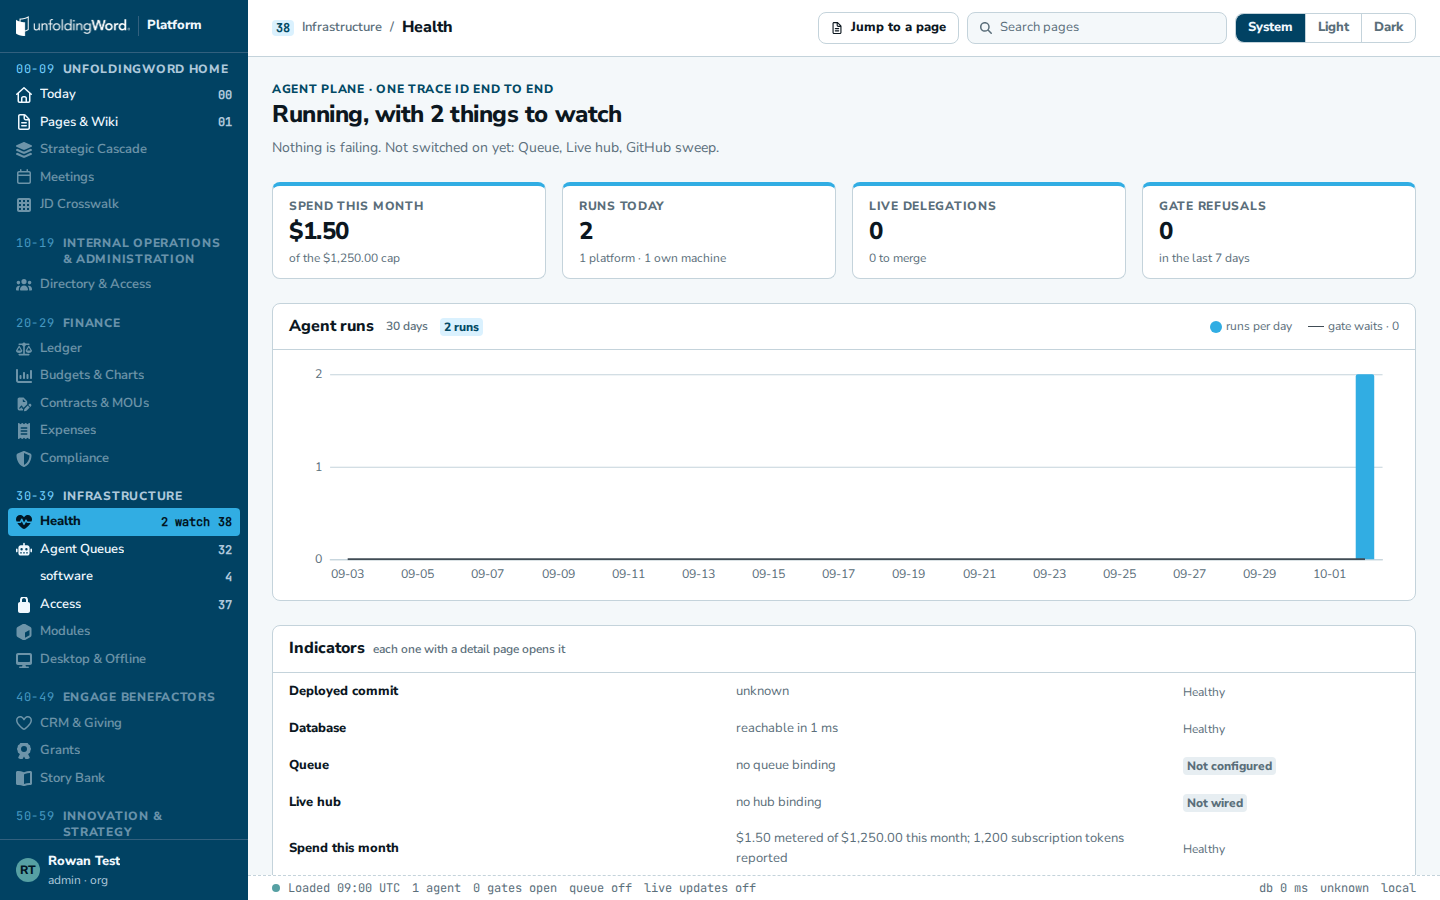 unfoldingWord. Platform
00-09 UNFOLDINGWORD HOME
Today 00
Pages & Wiki 01
Strategic Cascade
Meetings
JD Crosswalk
10-19 INTERNAL OPERATIONS
& ADMINISTRATION
Directory & Access
20-29 FINANCE
Ledger
Budgets & Charts
Contracts & MOUs
Expenses
Compliance
30-39 INFRASTRUCTURE
Health 2 watch 38
Agent Queues 32
software 4
Access 37
Modules
Desktop & Offline
40-49 ENGAGE BENEFACTORS
CRM & Giving
Grants
Story Bank
50-59 INNOVATION &
STRATEGY
RT Rowan Test
admin · org
38 Infrastructure / Health
Jump to a page
Search pages
System Light Dark
AGENT PLANE · ONE TRACE ID END TO END
Running, with 2 things to watch
Nothing is failing. Not switched on yet: Queue, Live hub, GitHub sweep.
SPEND THIS MONTH
$1.50
of the $1,250.00 cap
RUNS TODAY
2
1 platform · 1 own machine
LIVE DELEGATIONS
0
0 to merge
GATE REFUSALS
0
in the last 7 days
Agent runs 30 days 2 runs
runs per day gate waits · 0
2
1
0
09-03 09-05 09-07 09-09 09-11 09-13 09-15 09-17 09-19 09-21 09-23 09-25 09-27 09-29 10-01
Indicators each one with a detail page opens it
Deployed commit unknown Healthy
Database reachable in 1 ms Healthy
Queue no queue binding Not configured
Live hub no hub binding Not wired
Spend this month $1.50 metered of $1,250.00 this month; 1,200 subscription tokens reported Healthy
Loaded 09:00 UTC 1 agent 0 gates open queue off live updates off
db 0 ms unknown local